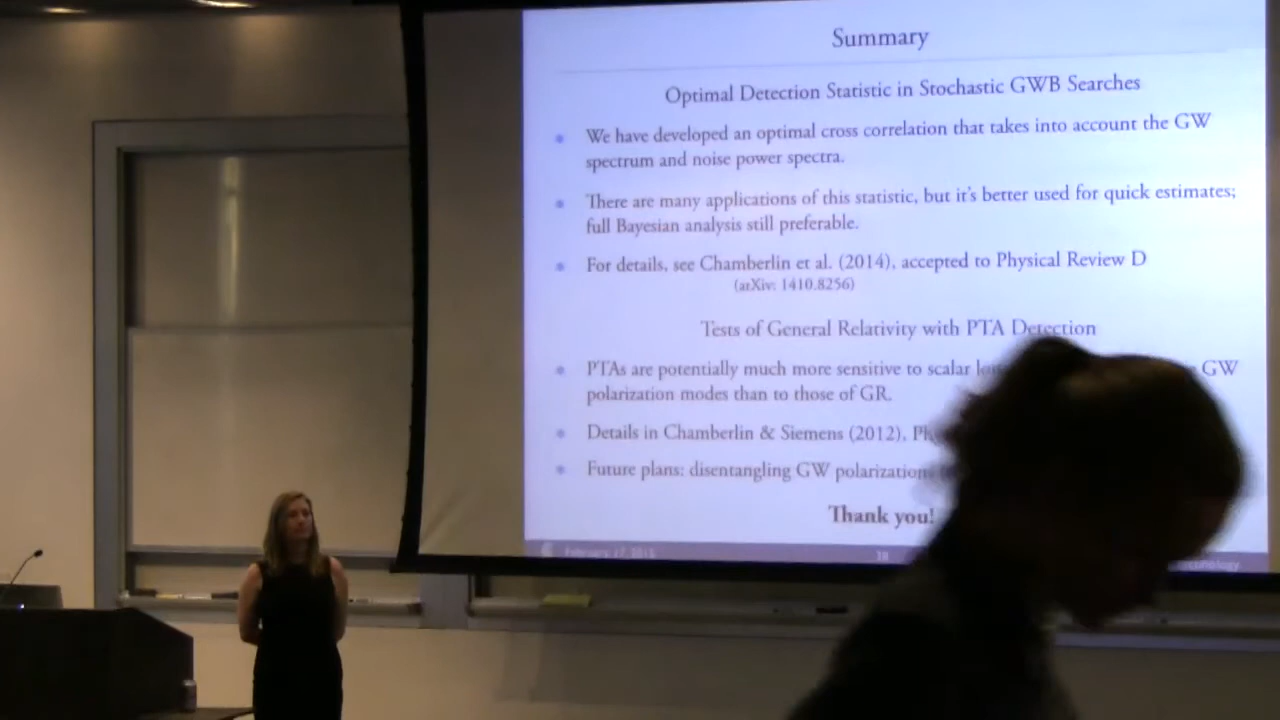 Summary
Optimal Detection Statistic in Stochastic GWB Searches
We have developed an optimal cross correlation that takes into account the GW
spectrum and noise power spectra.
There are many applications of this statistic, but it's better used for quick estimates;
full Bayesian analysis still preferable.
For details, see Chamberlin et al. (2014), accepted to Physical Review D
(arXiv: 1410.8256)
Tests of General Relativity with PTA Detection
PTAs are potentially much more sensitive to scalar GW
polarization modes than to those of GR.
Details in Chamberlin & Siemens (2012),
Future plans: disentangling GW polarization
Thank you!
February 17, 2015